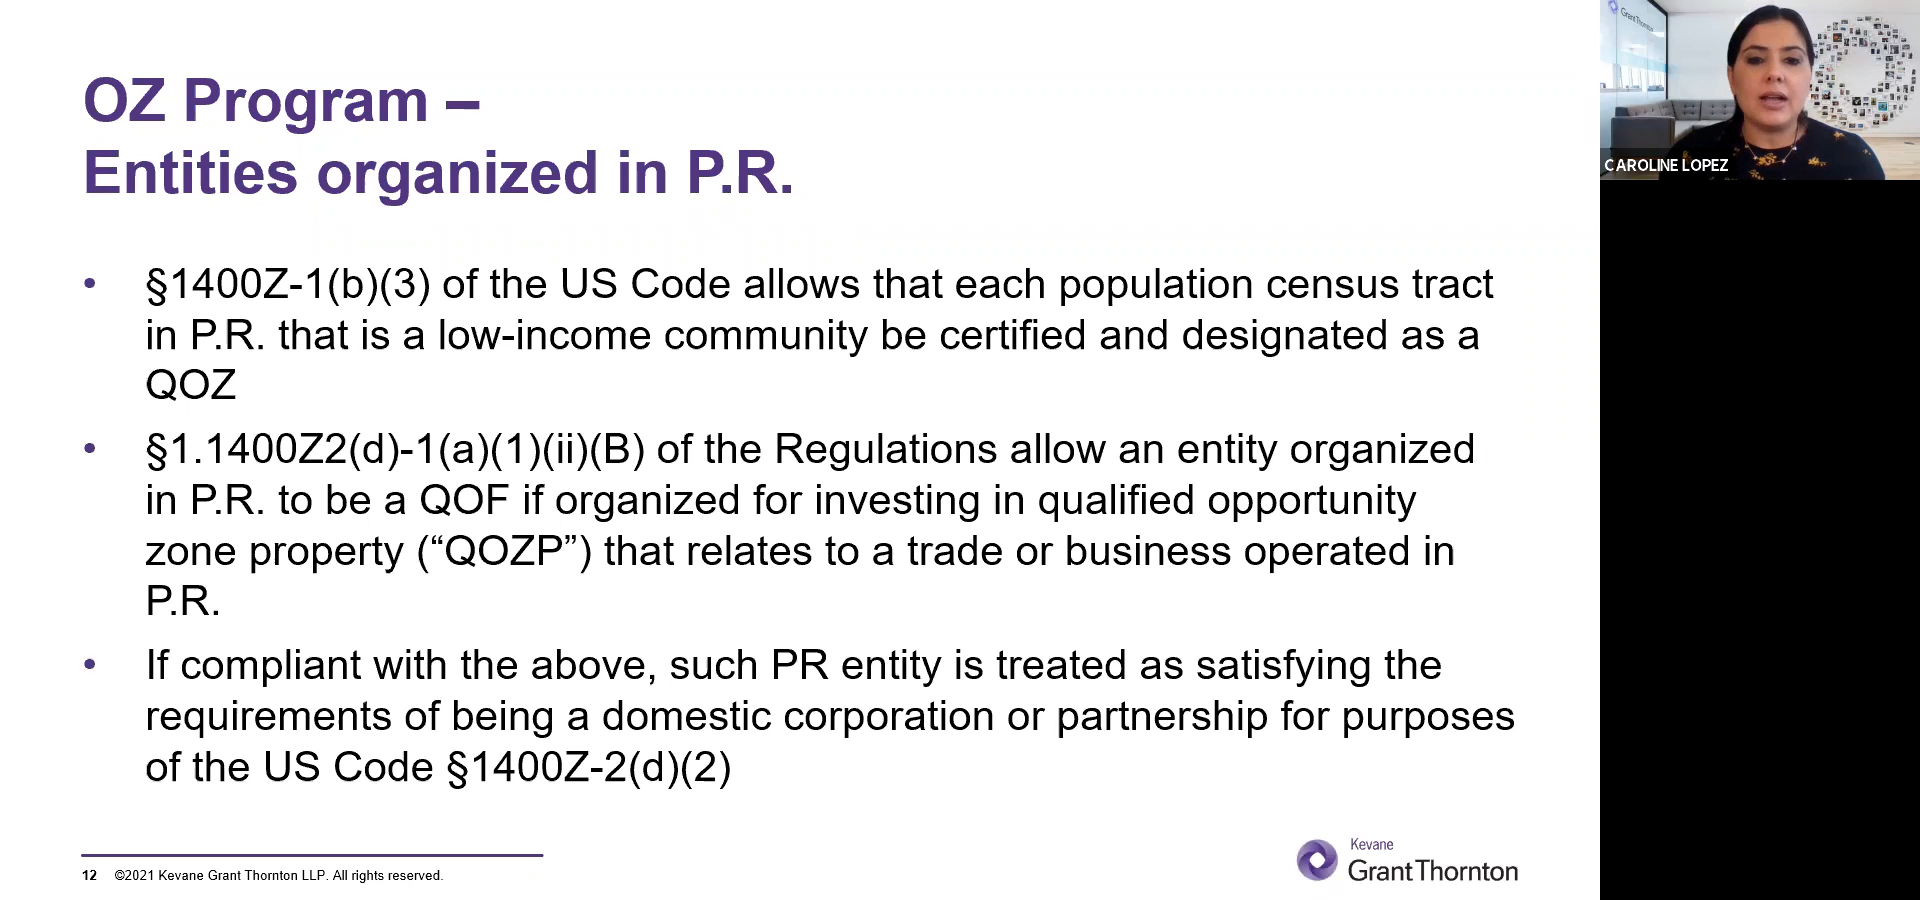 OZ Program –
Entities organized in P.R.
• §1400Z-1(b)(3) of the US Code allows that each population census tract
in P.R. that is a low-income community be certified and designated as a
QOZ
• §1.1400Z2(d)-1(a)(1)(ii)(B) of the Regulations allow an entity organized
in P.R. to be a QOF if organized for investing in qualified opportunity
zone property (“QOZP”) that relates to a trade or business operated in
P.R.
• If compliant with the above, such PR entity is treated as satisfying the
requirements of being a domestic corporation or partnership for purposes
of the US Code §1400Z-2(d)(2)
12 ©2021 Kevane Grant Thornton LLP. All rights reserved.
Kevane
Grant Thornton
Grant Thornton
CAROLINE LOPEZ